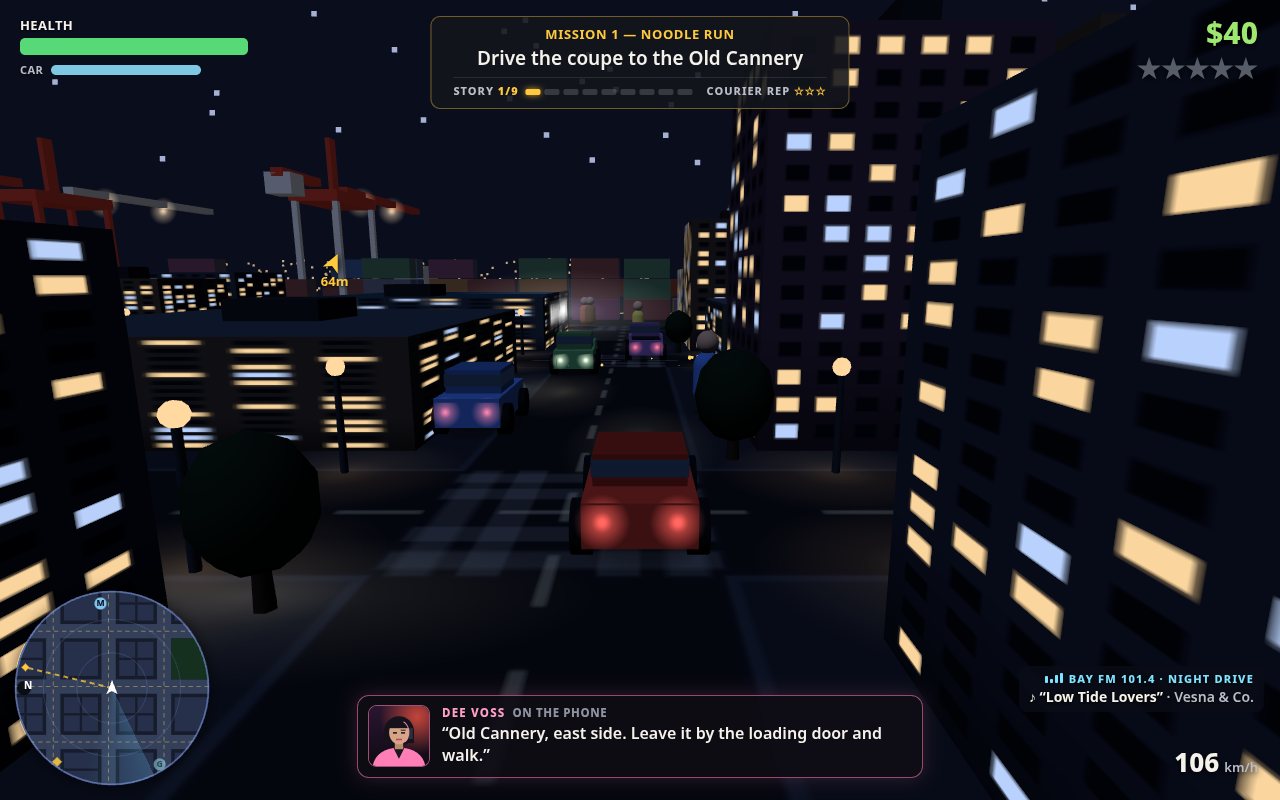 HEALTH
CAR
MISSION 1 — NOODLE RUN
Drive the coupe to the Old Cannery
STORY 1/9
COURIER REP ☆☆☆
$40
★★★★★
64m
M
N
G
DEE VOSS ON THE PHONE
“Old Cannery, east side. Leave it by the loading door and
walk.”
BAY FM 101.4 · NIGHT DRIVE
♪ “Low Tide Lovers” · Vesna & Co.
106 km/h